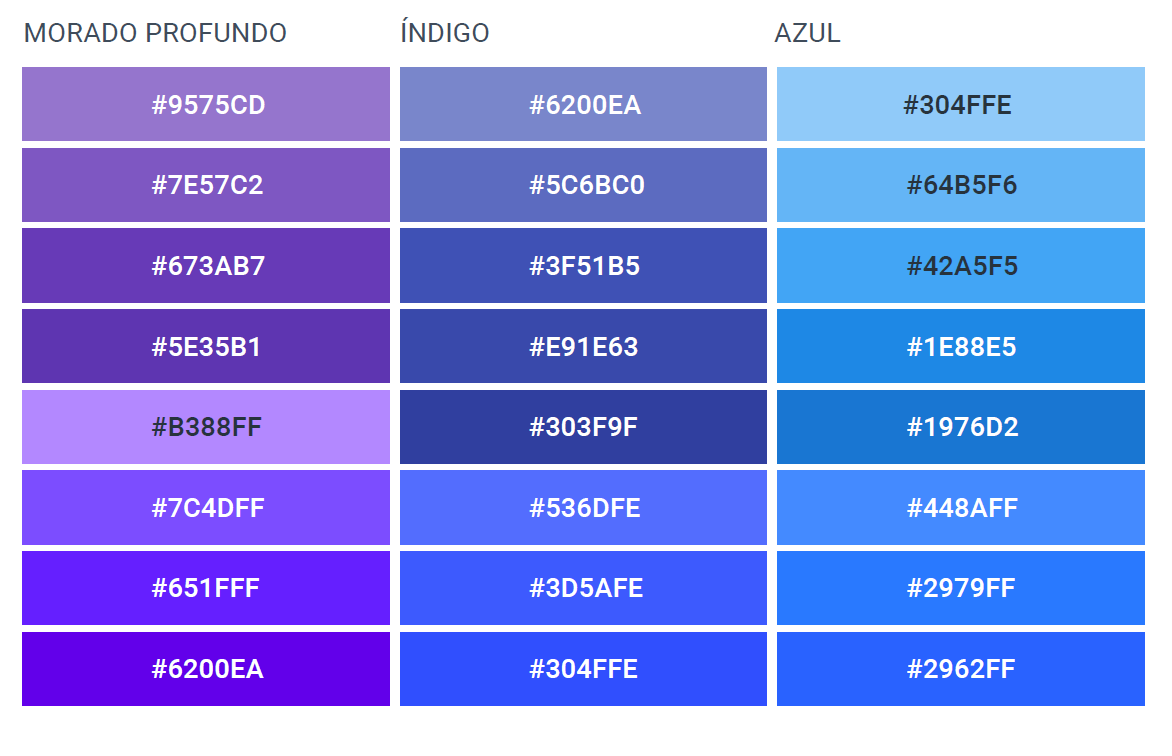 MORADO PROFUNDO
#9575CD
#7E57C2
#673AB7
#5E35B1
#B388FF
#7C4DFF
#651FFF
#6200EA
ÍNDIGO
#6200EA
#5C6BC0
#3F51B5
#E91E63
#303F9F
#536DFE
#3D5AFE
#304FFE
AZUL
#304FFE
#64B5F6
#42A5F5
#1E88E5
#1976D2
#448AFF
#2979FF
#2962FF